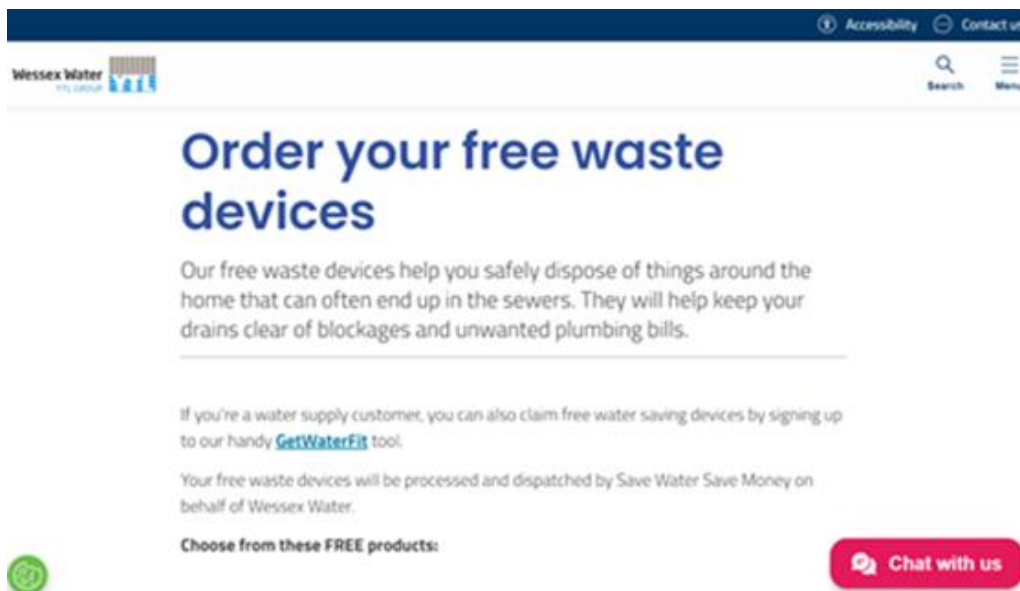 Accessibility
Contact us
Wessex Water
YTL GROUP
YTL
Search
Menu
Order your free waste
devices
Our free waste devices help you safely dispose of things around the
home that can often end up in the sewers. They will help keep your
drains clear of blockages and unwanted plumbing bills.
If you're a water supply customer, you can also claim free water saving devices by signing up
to our handy GetWaterFit tool.
Your free waste devices will be processed and dispatched by Save Water Save Money on
behalf of Wessex Water.
Choose from these FREE products:
Chat with us